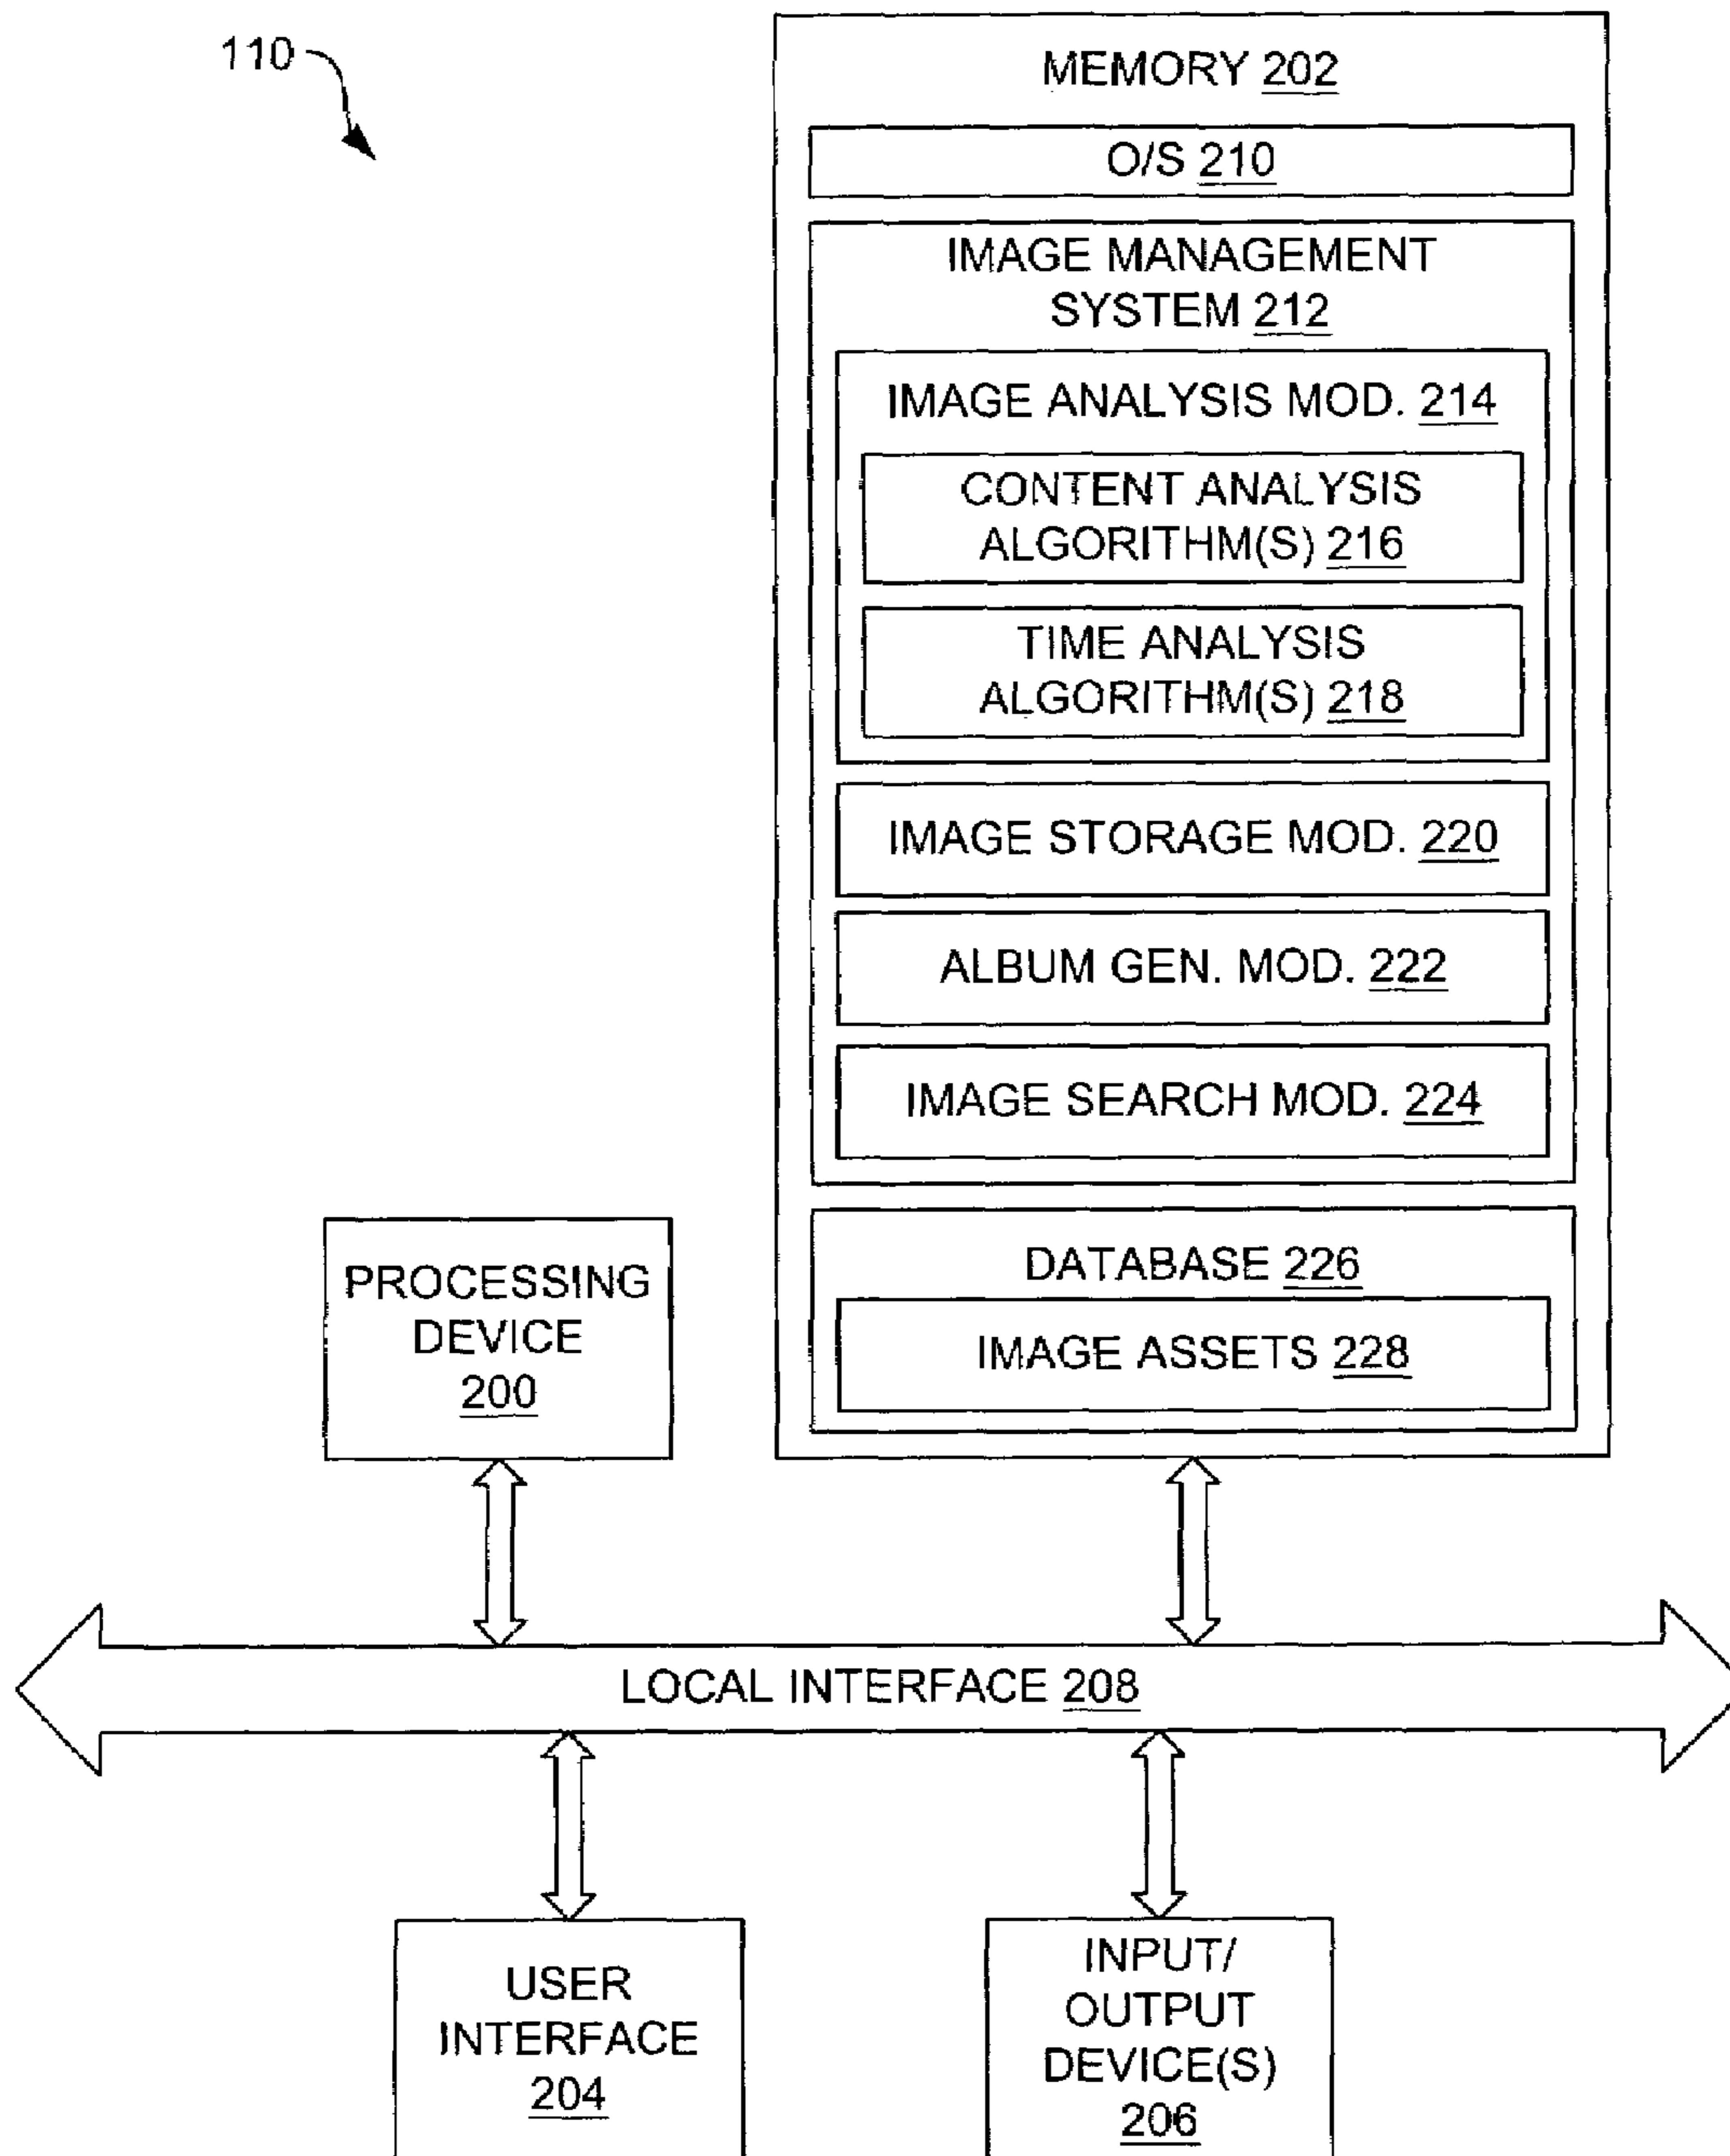 110
MEMORY 202
O/S 210
IMAGE MANAGEMENT
SYSTEM 212
IMAGE ANALYSIS MOD. 214
CONTENT ANALYSIS
ALGORITHM(S) 216
TIME ANALYSIS
ALGORITHM(S) 218
IMAGE STORAGE MOD. 220
ALBUM GEN. MOD. 222
IMAGE SEARCH MOD. 224
DATABASE 226
IMAGE ASSETS 228
PROCESSING
DEVICE
200
LOCAL INTERFACE 208
USER
INTERFACE
204
INPUT/
OUTPUT
DEVICE(S)
206